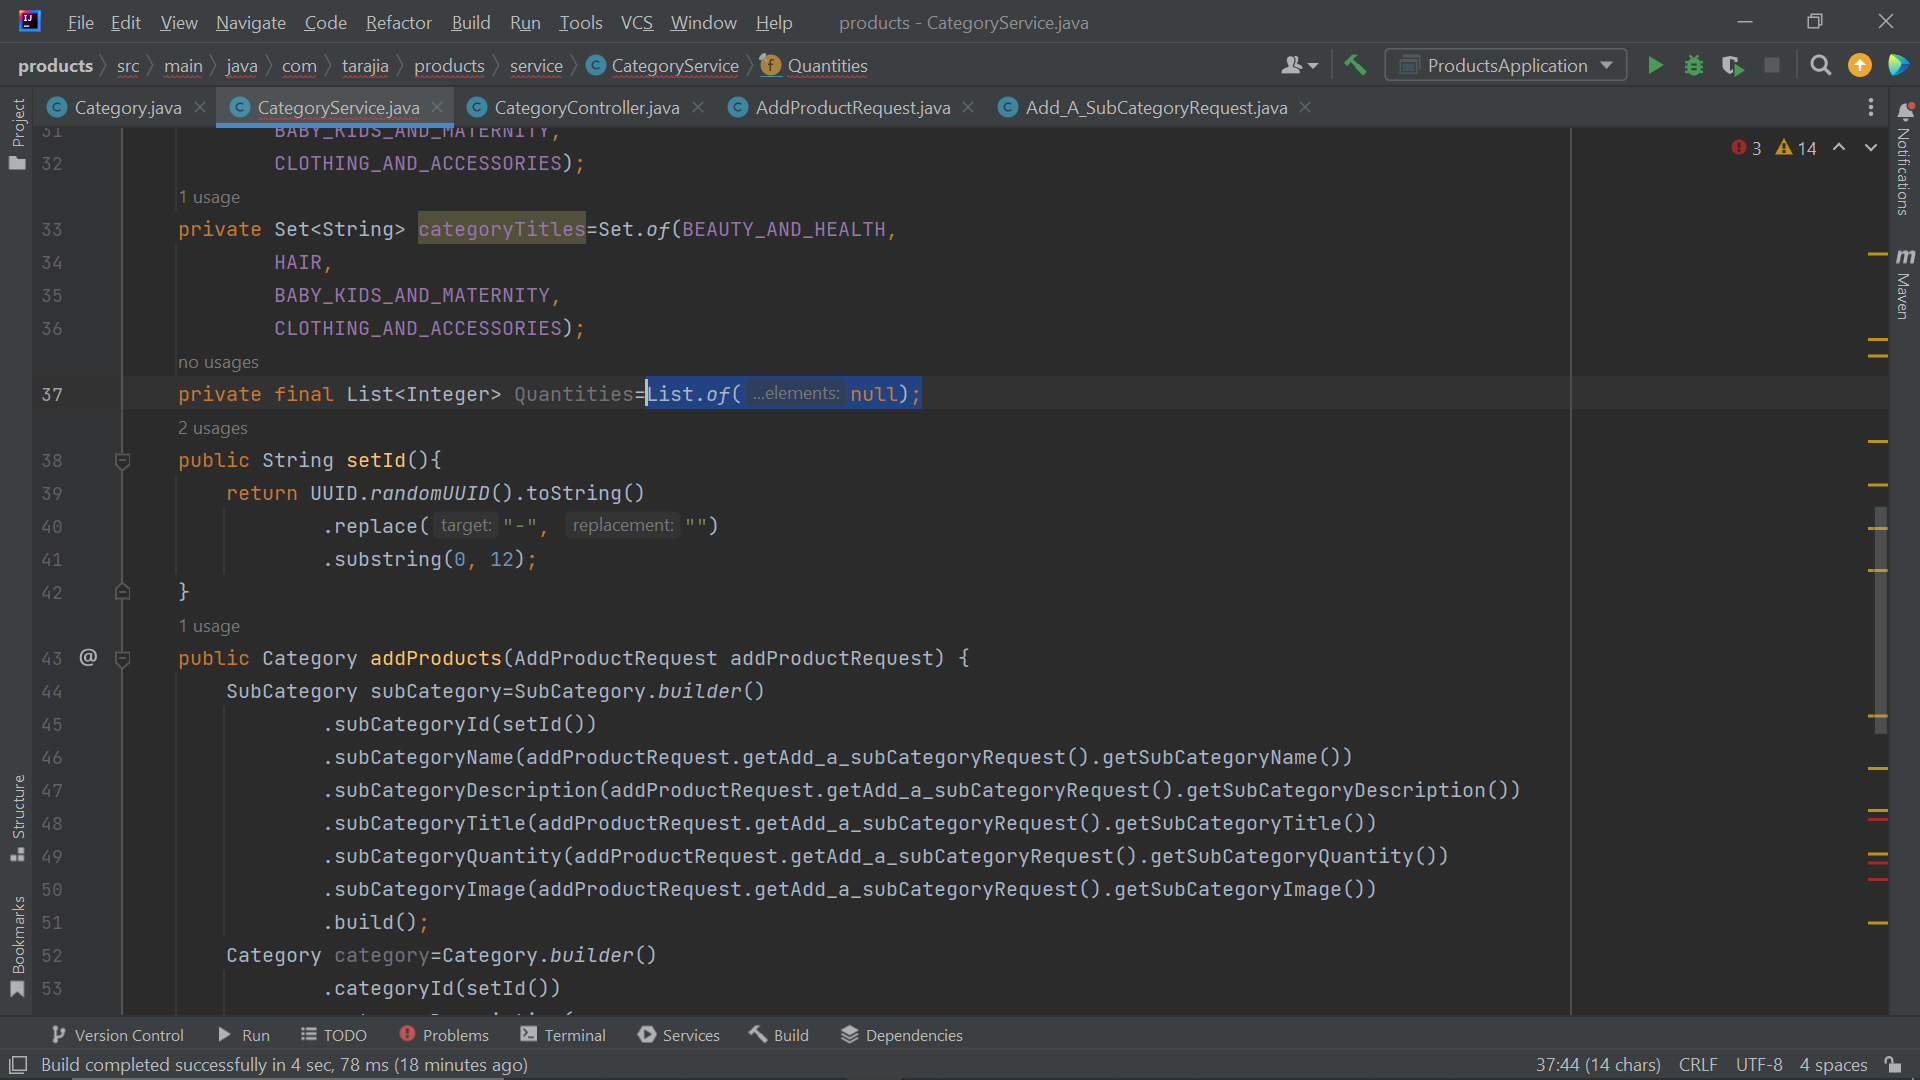 File Edit View Navigate Code Refactor Build Run Tools VCS Window Help products - CategoryService.java
products src main java com tarajia products service CategoryService Quantities ProductsApplication
Category.java CategoryService.java CategoryController.java AddProductRequest.java Add_A_SubCategoryRequest.java
Project
Notifications
Maven
Structure
Bookmarks
3 14
31 BABY_KIDS_AND_MATERNITY,
32 CLOTHING_AND_ACCESSORIES);
1 usage
33 private Set<String> categoryTitles=Set.of(BEAUTY_AND_HEALTH,
34 HAIR,
35 BABY_KIDS_AND_MATERNITY,
36 CLOTHING_AND_ACCESSORIES);
no usages
37 private final List<Integer> Quantities=List.of( ...elements: null);
2 usages
38 public String setId(){
39 return UUID.randomUUID().toString()
40 .replace( target: "-", replacement: "")
41 .substring(0, 12);
42 }
1 usage
43 @ public Category addProducts(AddProductRequest addProductRequest) {
44 SubCategory subCategory=SubCategory.builder()
45 .subCategoryId(setId())
46 .subCategoryName(addProductRequest.getAdd_a_subCategoryRequest().getSubCategoryName())
47 .subCategoryDescription(addProductRequest.getAdd_a_subCategoryRequest().getSubCategoryDescription())
48 .subCategoryTitle(addProductRequest.getAdd_a_subCategoryRequest().getSubCategoryTitle())
49 .subCategoryQuantity(addProductRequest.getAdd_a_subCategoryRequest().getSubCategoryQuantity())
50 .subCategoryImage(addProductRequest.getAdd_a_subCategoryRequest().getSubCategoryImage())
51 .build();
52 Category category=Category.builder()
53 .categoryId(setId())
Version Control Run TODO Problems Terminal Services Build Dependencies
Build completed successfully in 4 sec, 78 ms (18 minutes ago) 37:44 (14 chars) CRLF UTF-8 4 spaces